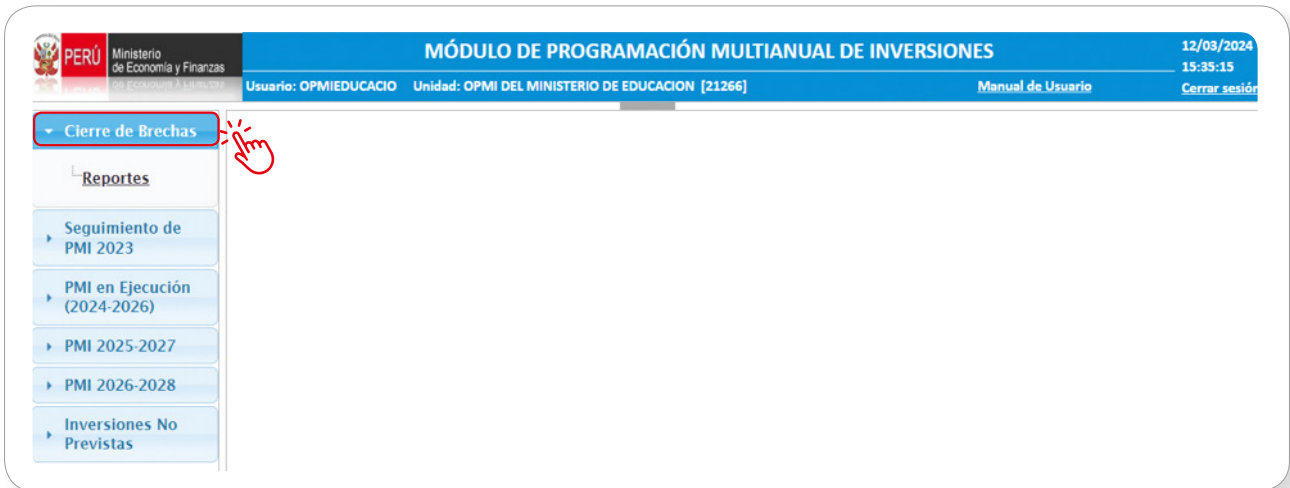 PERÚ Ministerio
de Economía y Finanzas
MÓDULO DE PROGRAMACIÓN MULTIANUAL DE INVERSIONES
12/03/2024
15:35:15
Usuario: OPMIEDUCACIO Unidad: OPMI DEL MINISTERIO DE EDUCACION [21266] Manual de Usuario Cerrar sesión
Cierre de Brechas
Reportes
Seguimiento de
PMI 2023
PMI en Ejecución
(2024-2026)
PMI 2025-2027
PMI 2026-2028
Inversiones No
Previstas